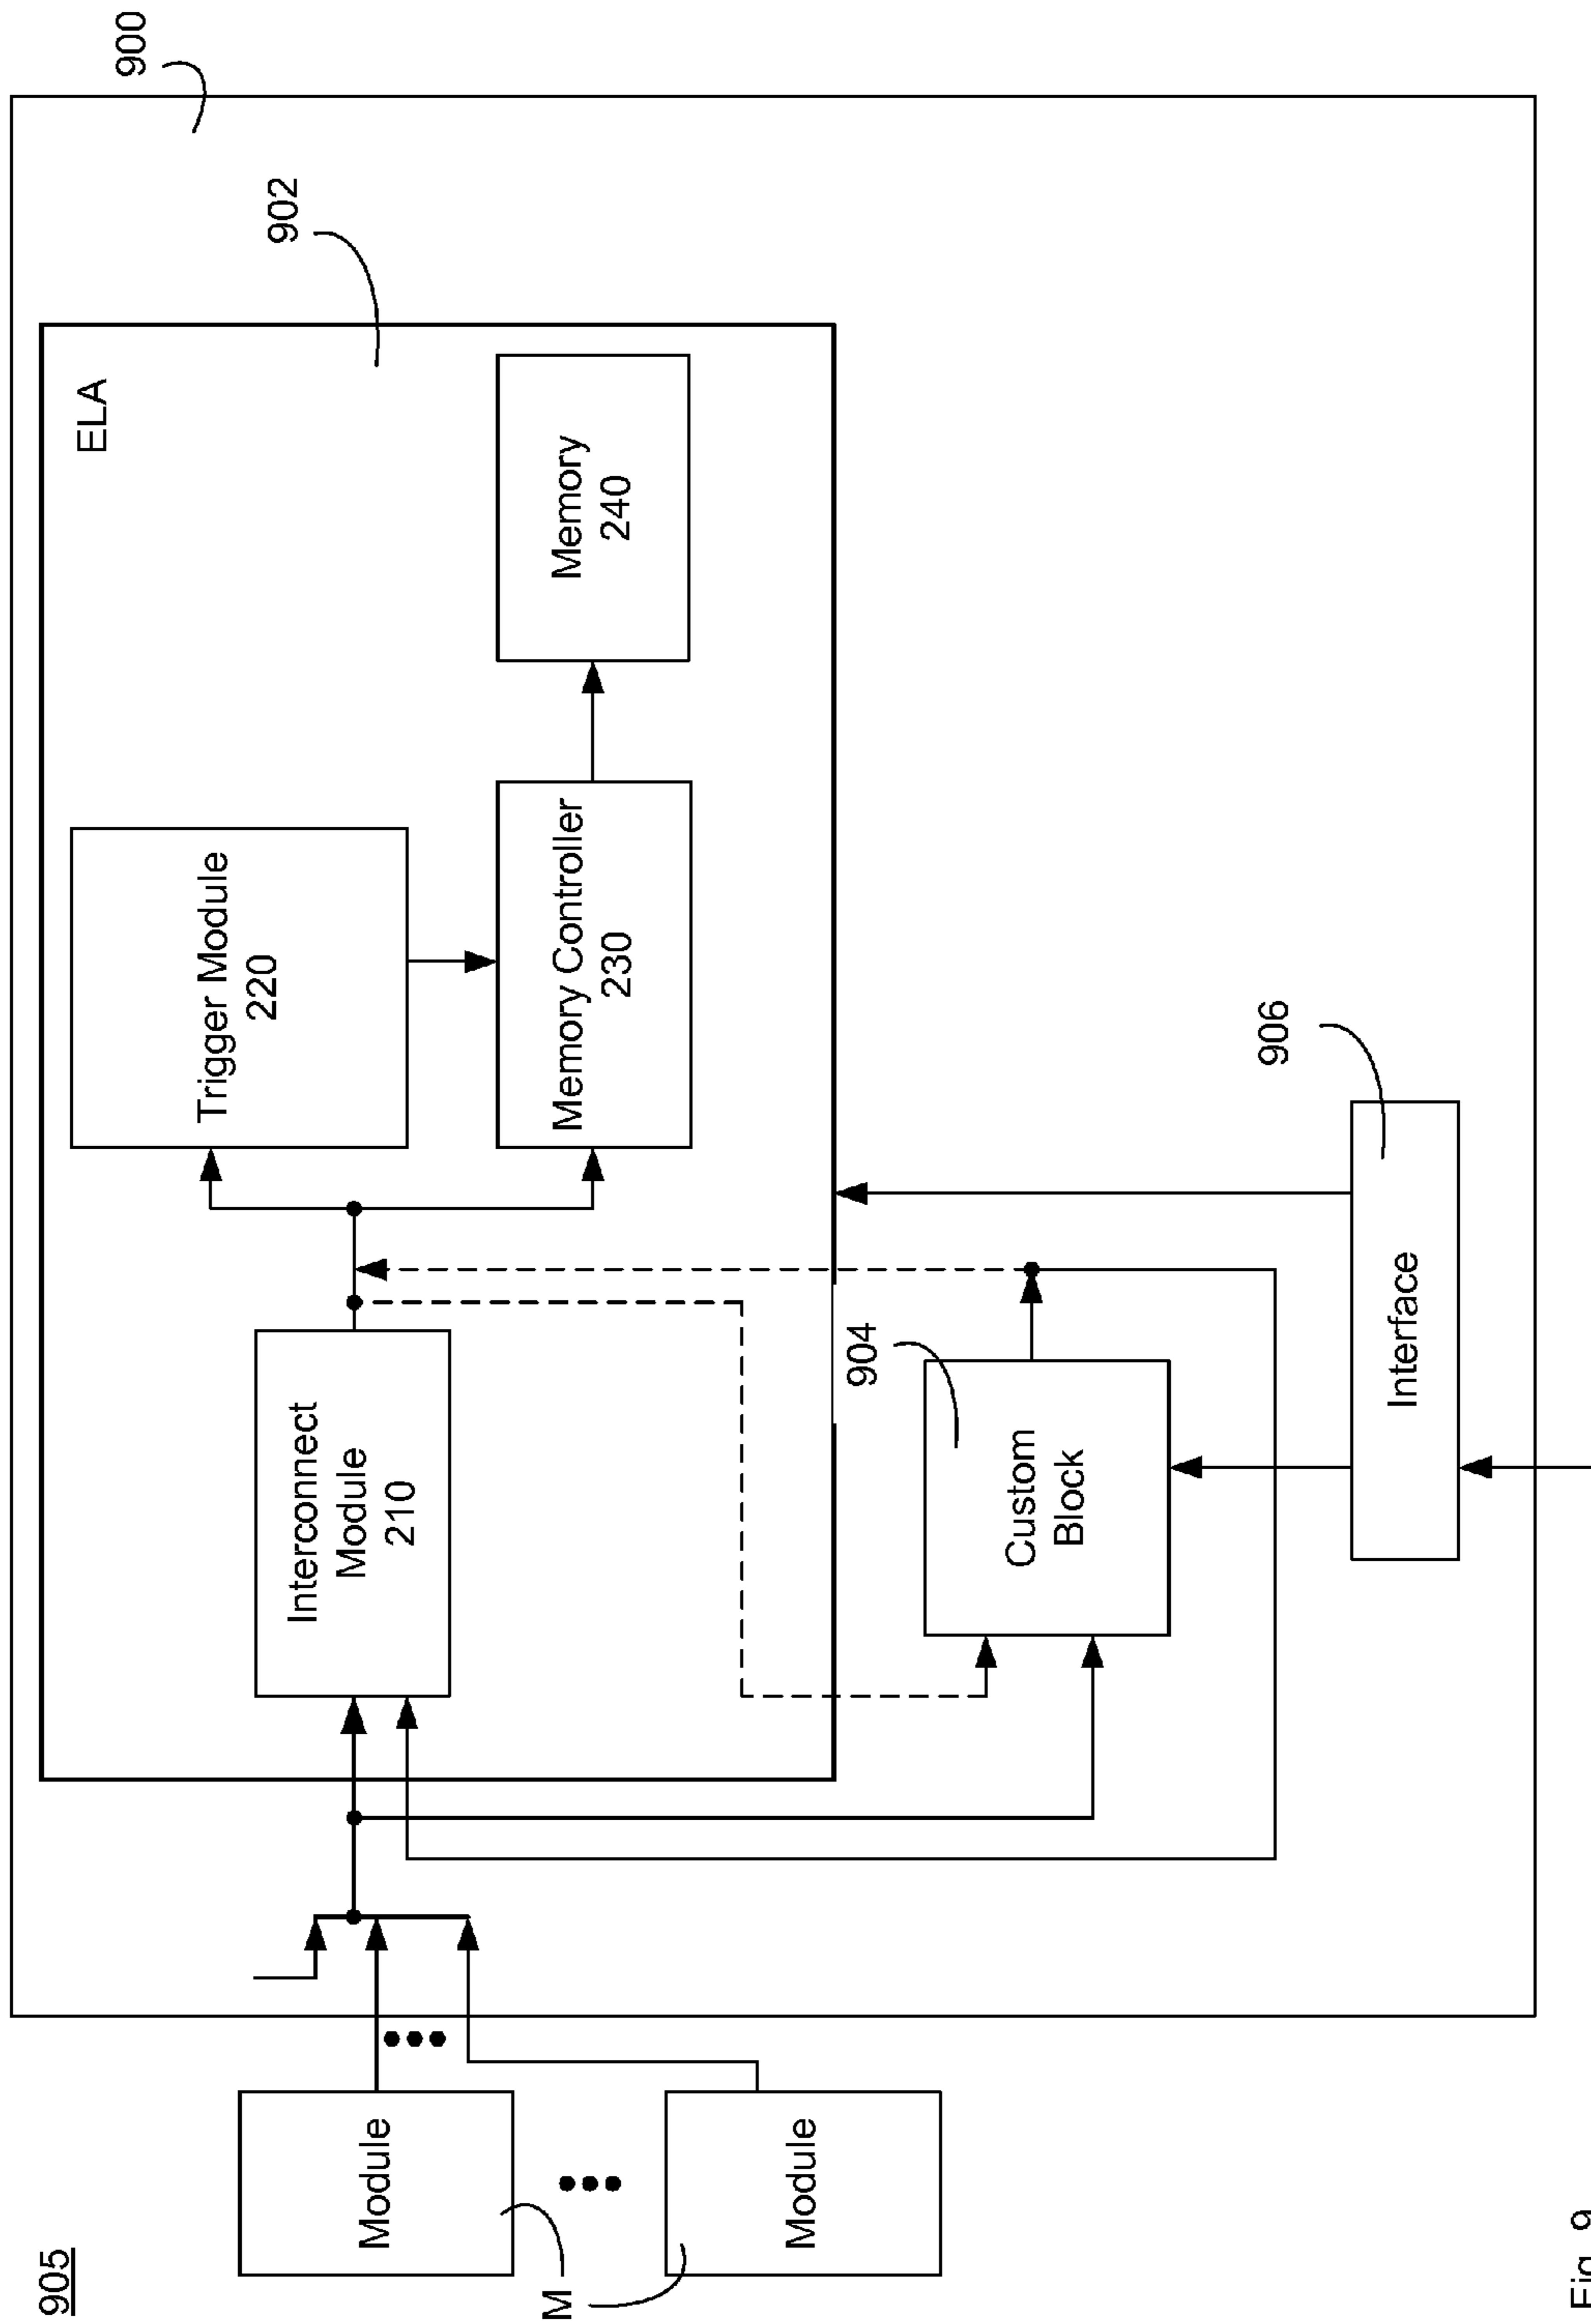 905
900
902
ELA
Trigger Module
220
Interconnect
Module
210
Memory Controller
230
Memory
240
Module
M
Module
904
Custom
Block
906
Interface
Fig. 9